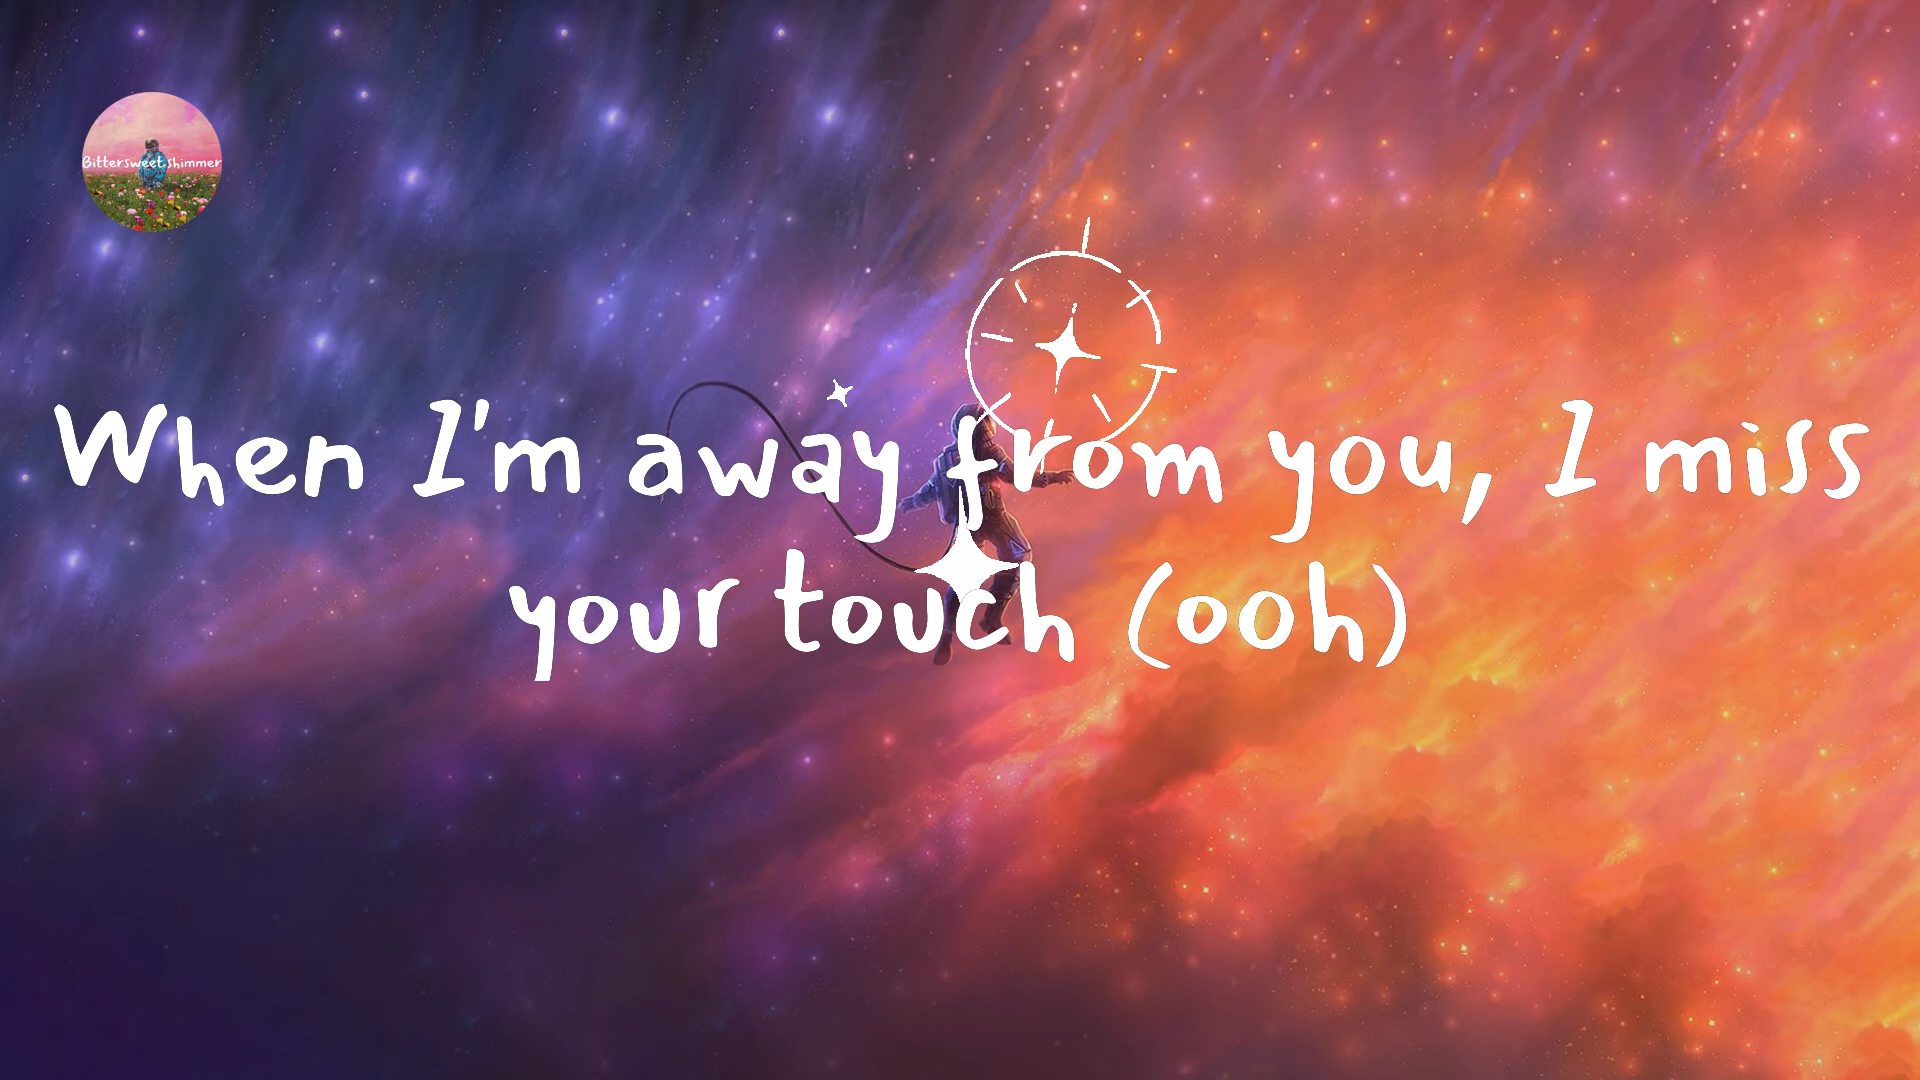 Bittersweet shimmer
When I'm away from you, I miss
your touch (ooh)